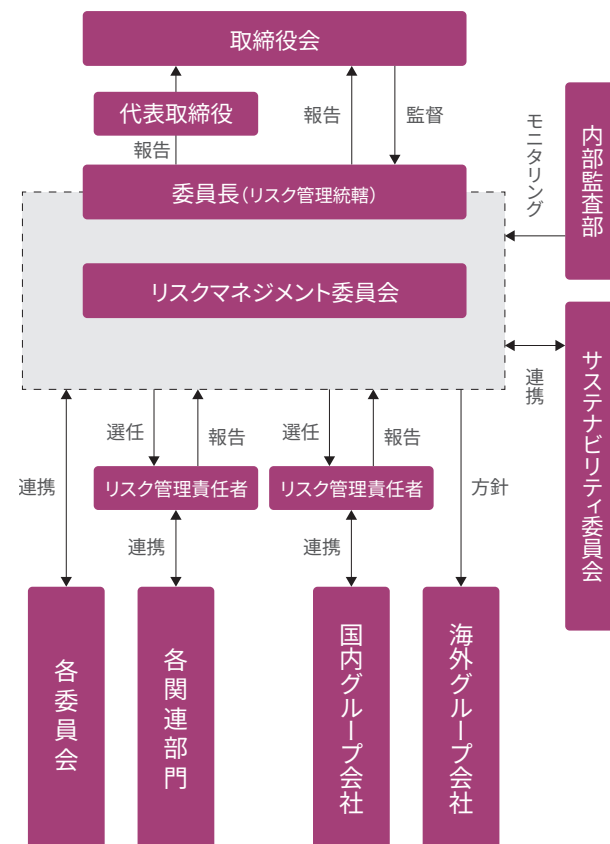 取締役会
代表取締役
報告
報告
監督
委員長（リスク管理統轄）
リスクマネジメント委員会
モニタリング
内部監査部
連携
サステナビリティ委員会
連携
選任
報告
選任
報告
方針
リスク管理責任者
リスク管理責任者
連携
連携
各委員会
各関連部門
国内グループ会社
海外グループ会社